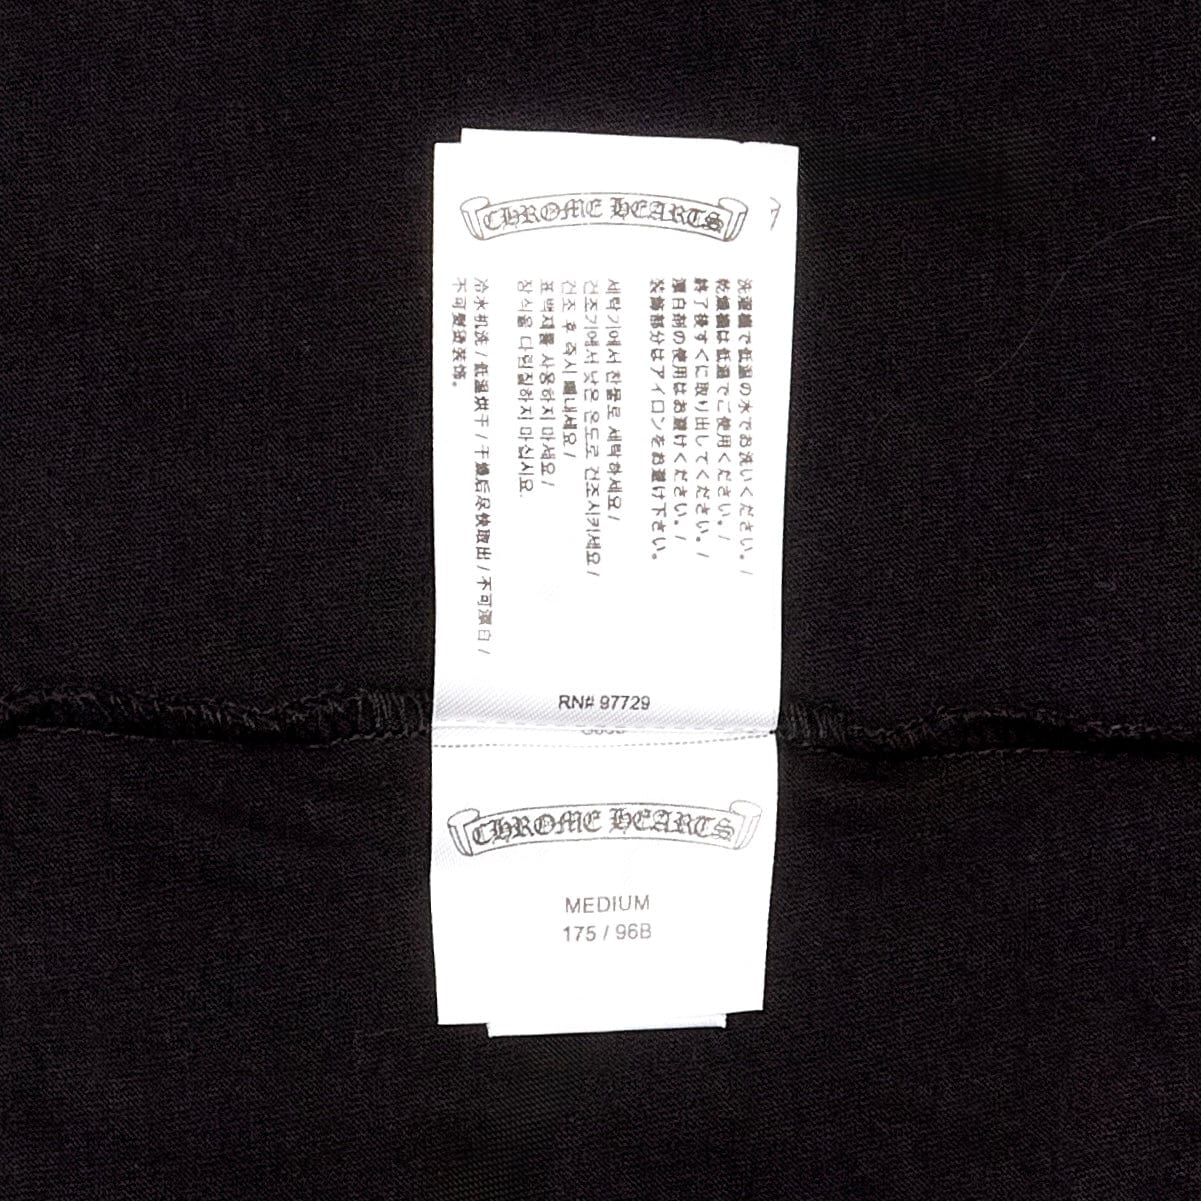 CHROME HEARTS
洗濯機で低温の水でお洗いください。/
乾燥機は低温でご使用ください。/
終了後すぐに取り出してください。/
漂白剤の使用はお避けください。/
装飾部分はアイロンをお避け下さい。
세탁기에서 찬물로 세탁하세요/
건조기에서 낮은 온도로 건조시키세요/
건조 후 즉시 빼내세요/
표백제를 사용하지 마세요/
장식을 다림질하지 마십시요.
冷水机洗/低温烘干/干燥后尽快取出/不可漂白/
不可熨烫装饰。
RN# 97729
CHROME HEARTS
MEDIUM
175 / 96B